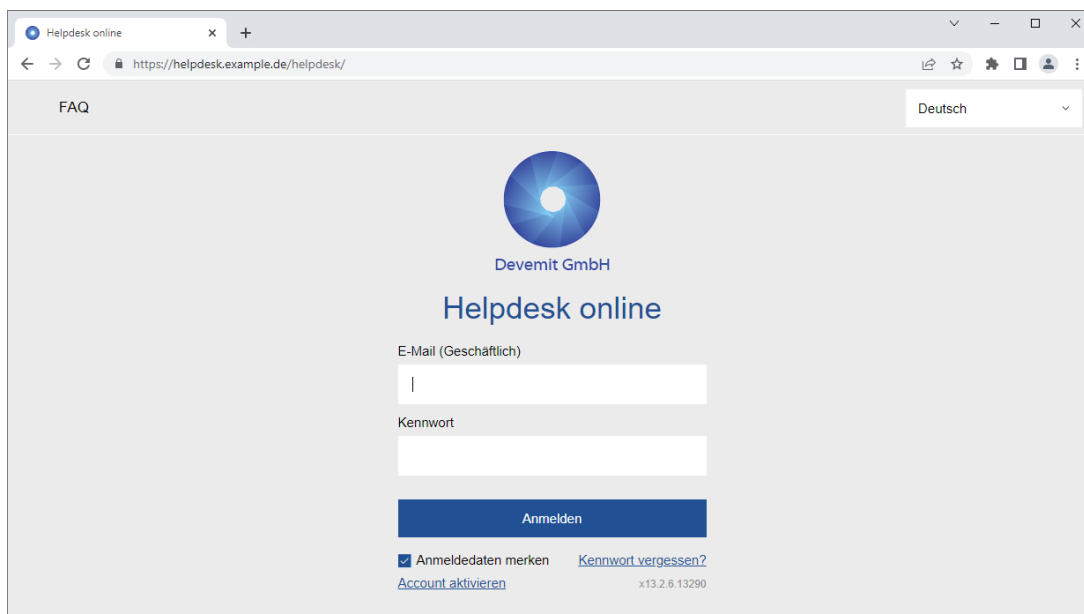 Helpdesk online
https://helpdesk.example.de/helpdesk/
FAQ
Deutsch
Devemit GmbH
Helpdesk online
E-Mail (Geschäftlich)
Kennwort
Anmelden
Anmeldedaten merken Kennwort vergessen?
Account aktivieren x13.2.6.13290